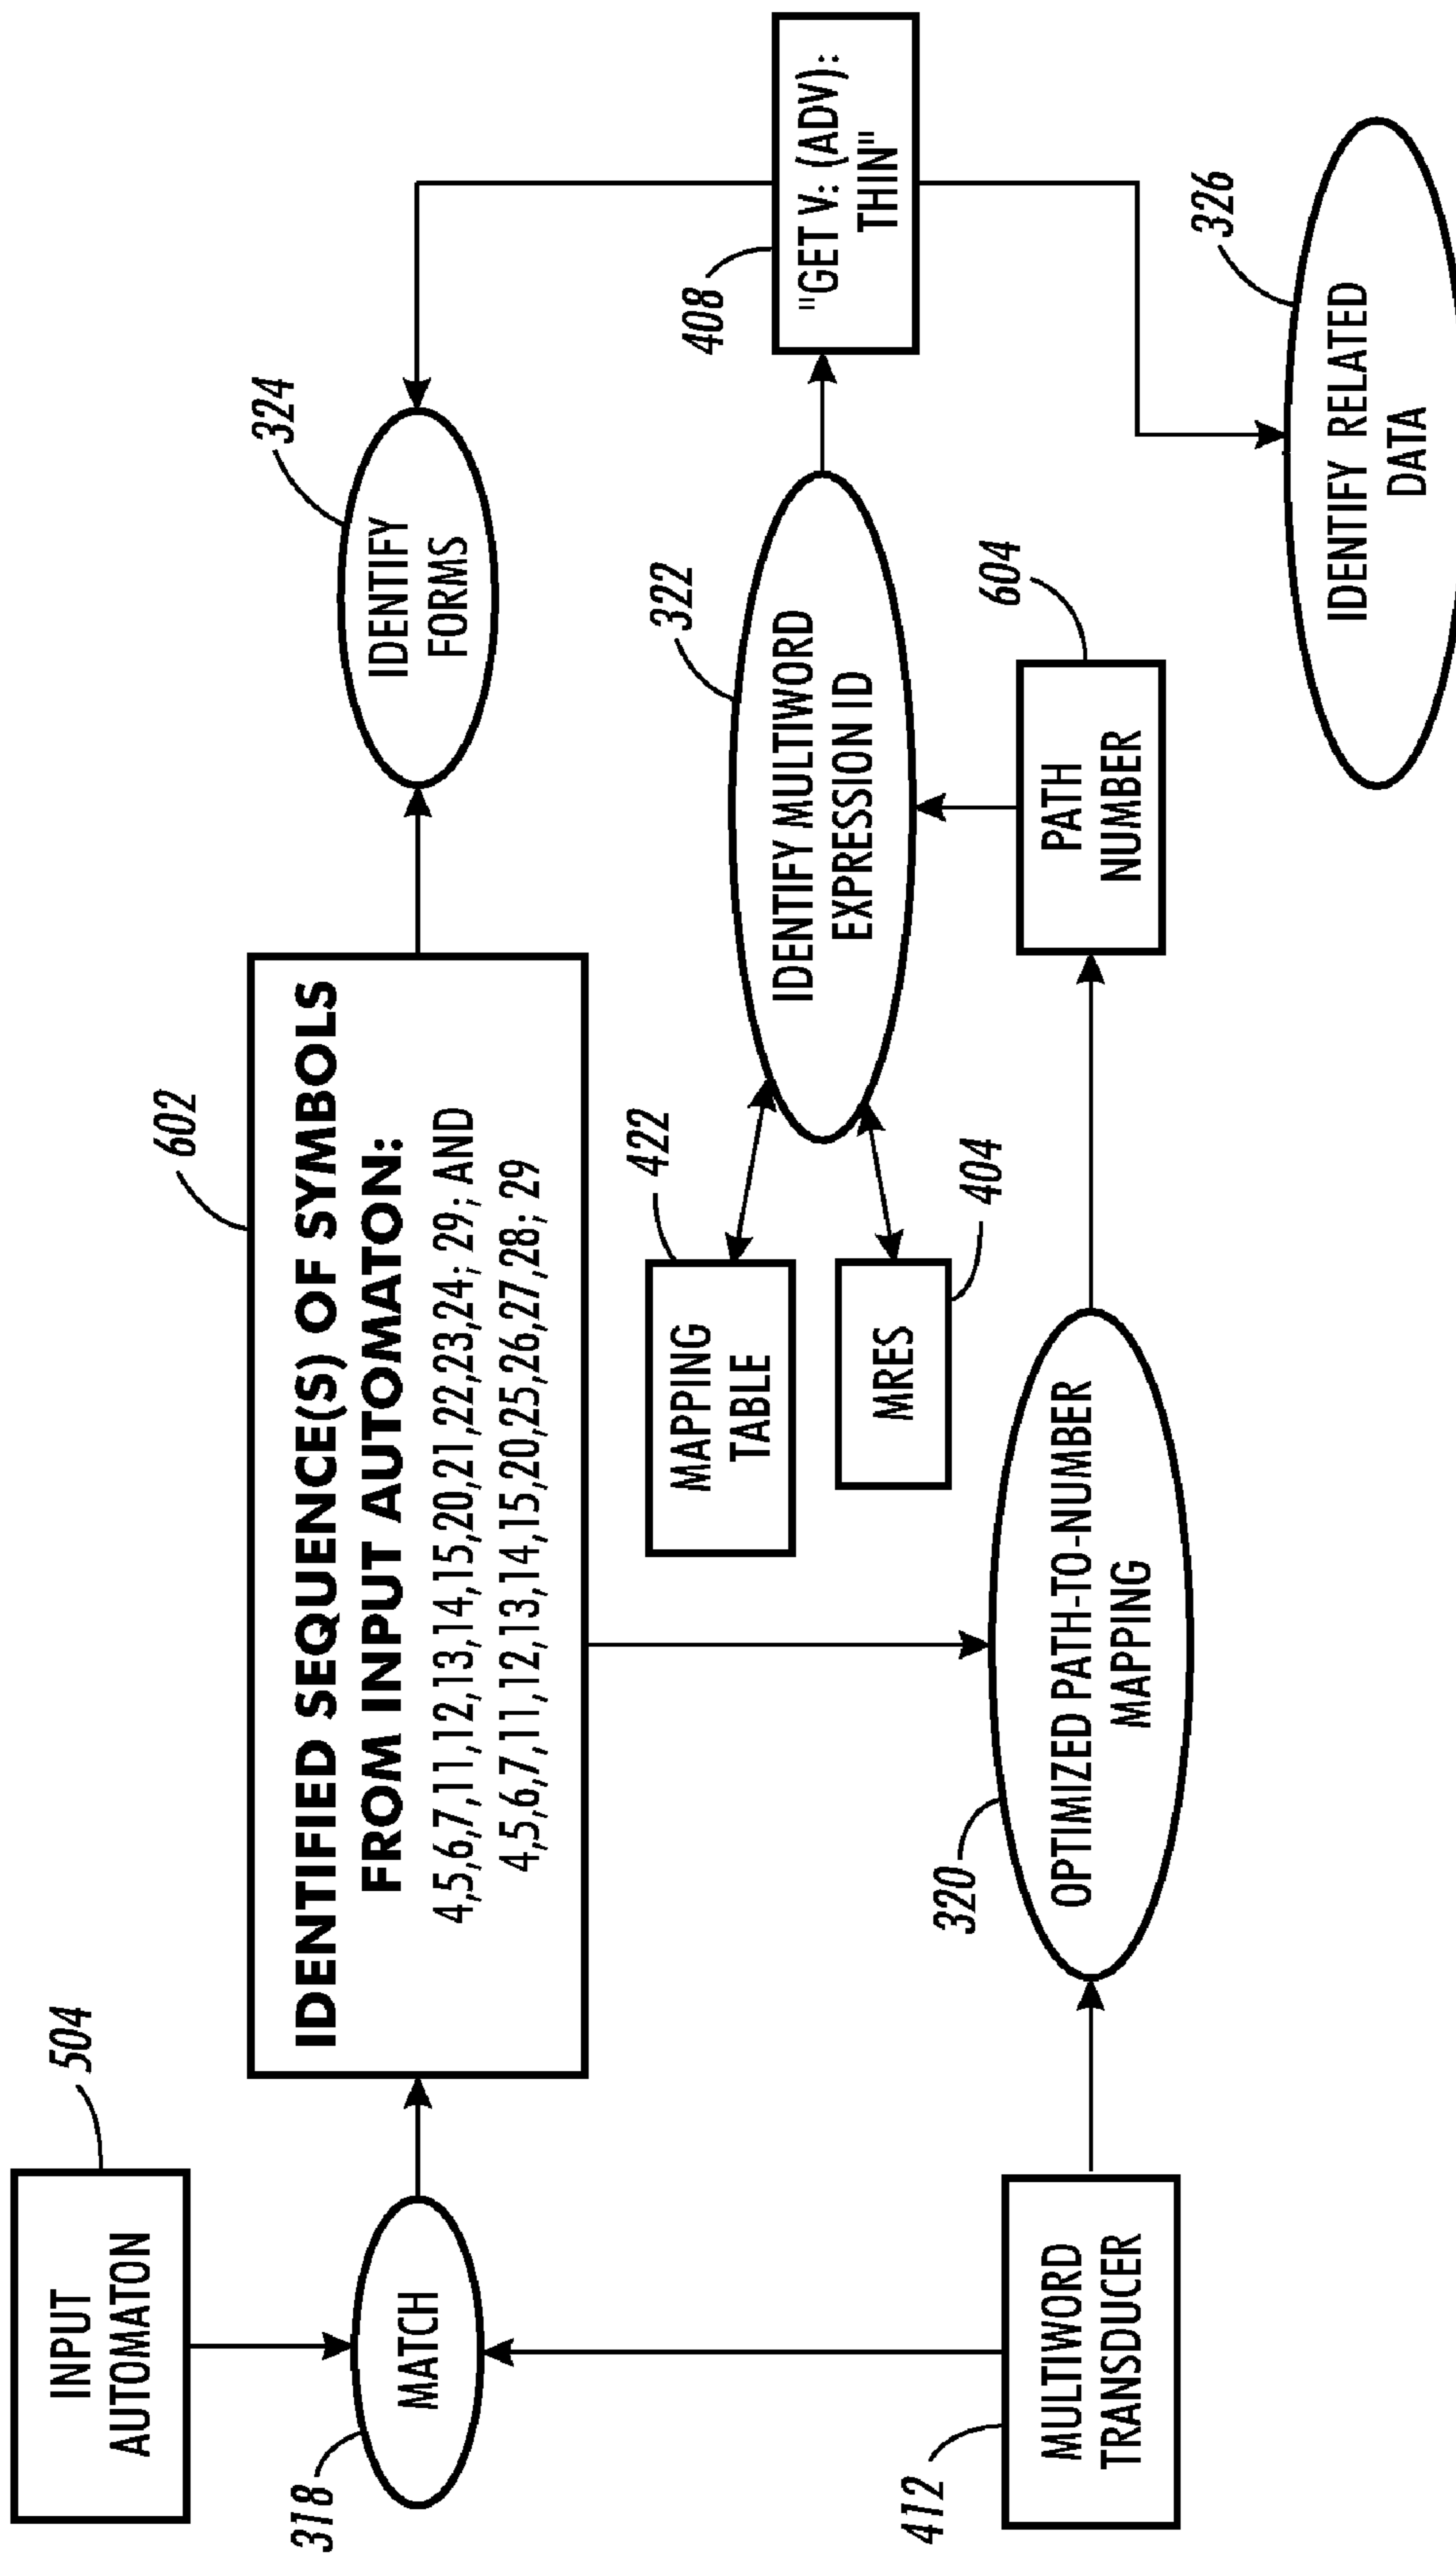 504
INPUT
AUTOMATON
318
MATCH
412
MULTIWORD
TRANSDUCER
602
IDENTIFIED SEQUENCE(S) OF SYMBOLS
FROM INPUT AUTOMATON:
4,5,6,7,11,12,13,14,15,20,21,22,23,24; 29; AND
4,5,6,7,11,12,13,14,15,20,25,26,27,28; 29
320
OPTIMIZED PATH-TO-NUMBER
MAPPING
422
MAPPING
TABLE
MRES
404
324
IDENTIFY
FORMS
322
IDENTIFY MULTIWORD
EXPRESSION ID
604
PATH
NUMBER
408
"GET V: (ADV):
THIN"
326
IDENTIFY RELATED
DATA